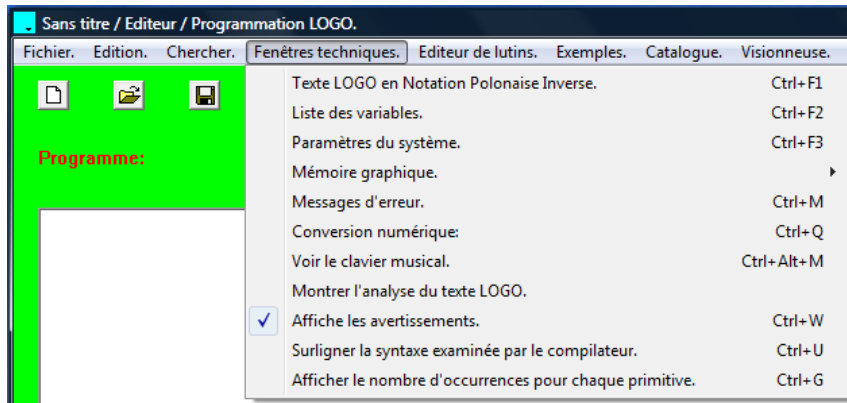 Sans titre / Editeur / Programmation LOGO.
Fichier. Edition. Chercher. Fenêtres techniques. Editeur de lutins. Exemples. Catalogue. Visionneuse.
Texte LOGO en Notation Polonaise Inverse. Ctrl+F1
Liste des variables. Ctrl+F2
Paramètres du système. Ctrl+F3
Programme:
Mémoire graphique.
Messages d'erreur. Ctrl+M
Conversion numérique: Ctrl+Q
Voir le clavier musical. Ctrl+Alt+M
Montrer l'analyse du texte LOGO.
Affiche les avertissements. Ctrl+W
Surligner la syntaxe examinée par le compilateur. Ctrl+U
Afficher le nombre d'occurrences pour chaque primitive. Ctrl+G